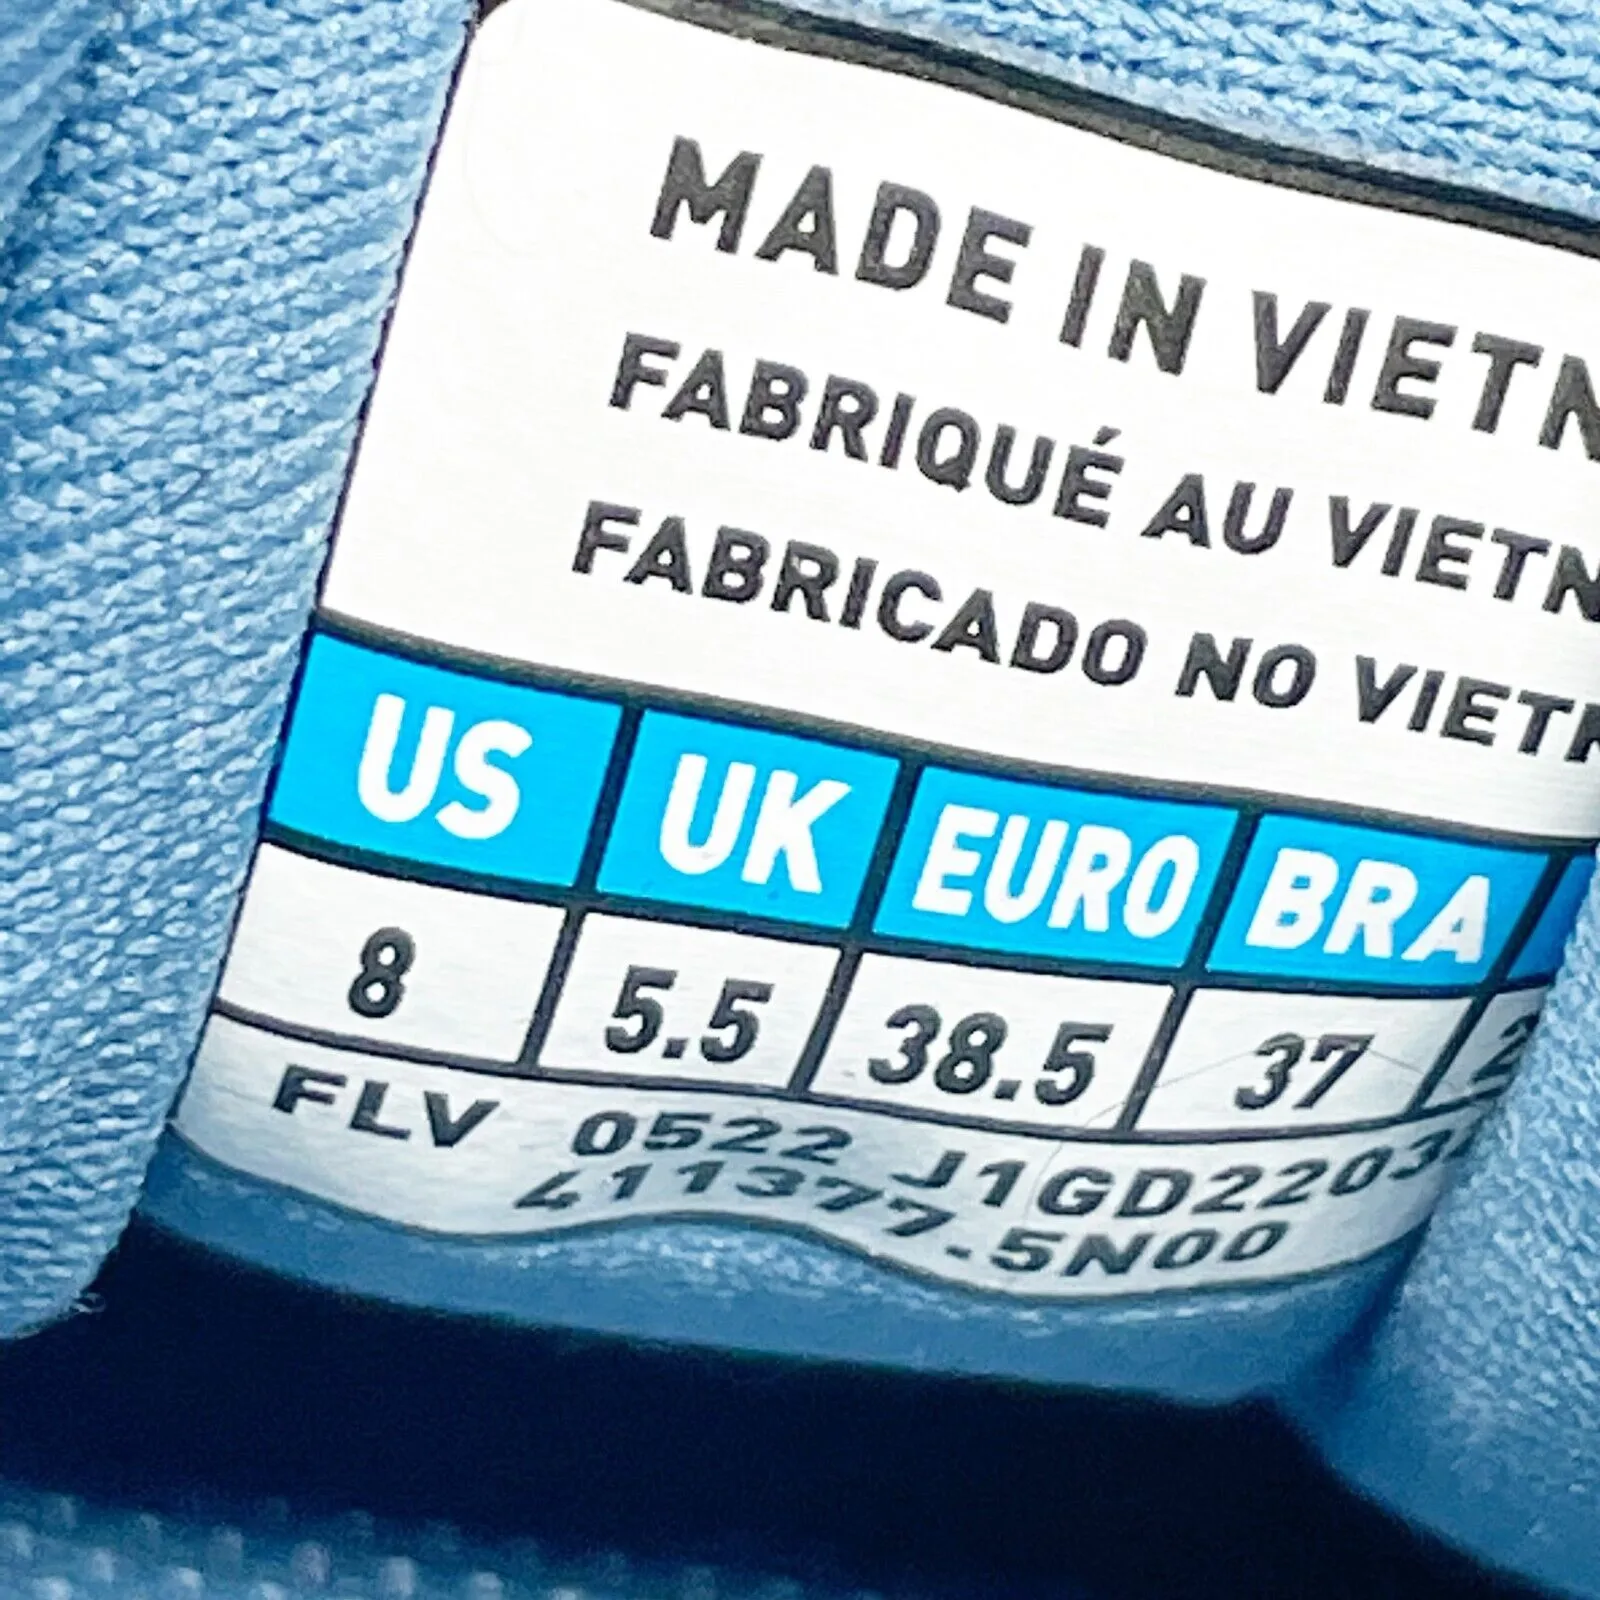 MADE IN VIETN
FABRIQUÉ AU VIETN
FABRICADO NO VIETN
US UK EURO BRA
8 5.5 38.5 37 2
FLV 0522 J1GD2203
411377.5N00